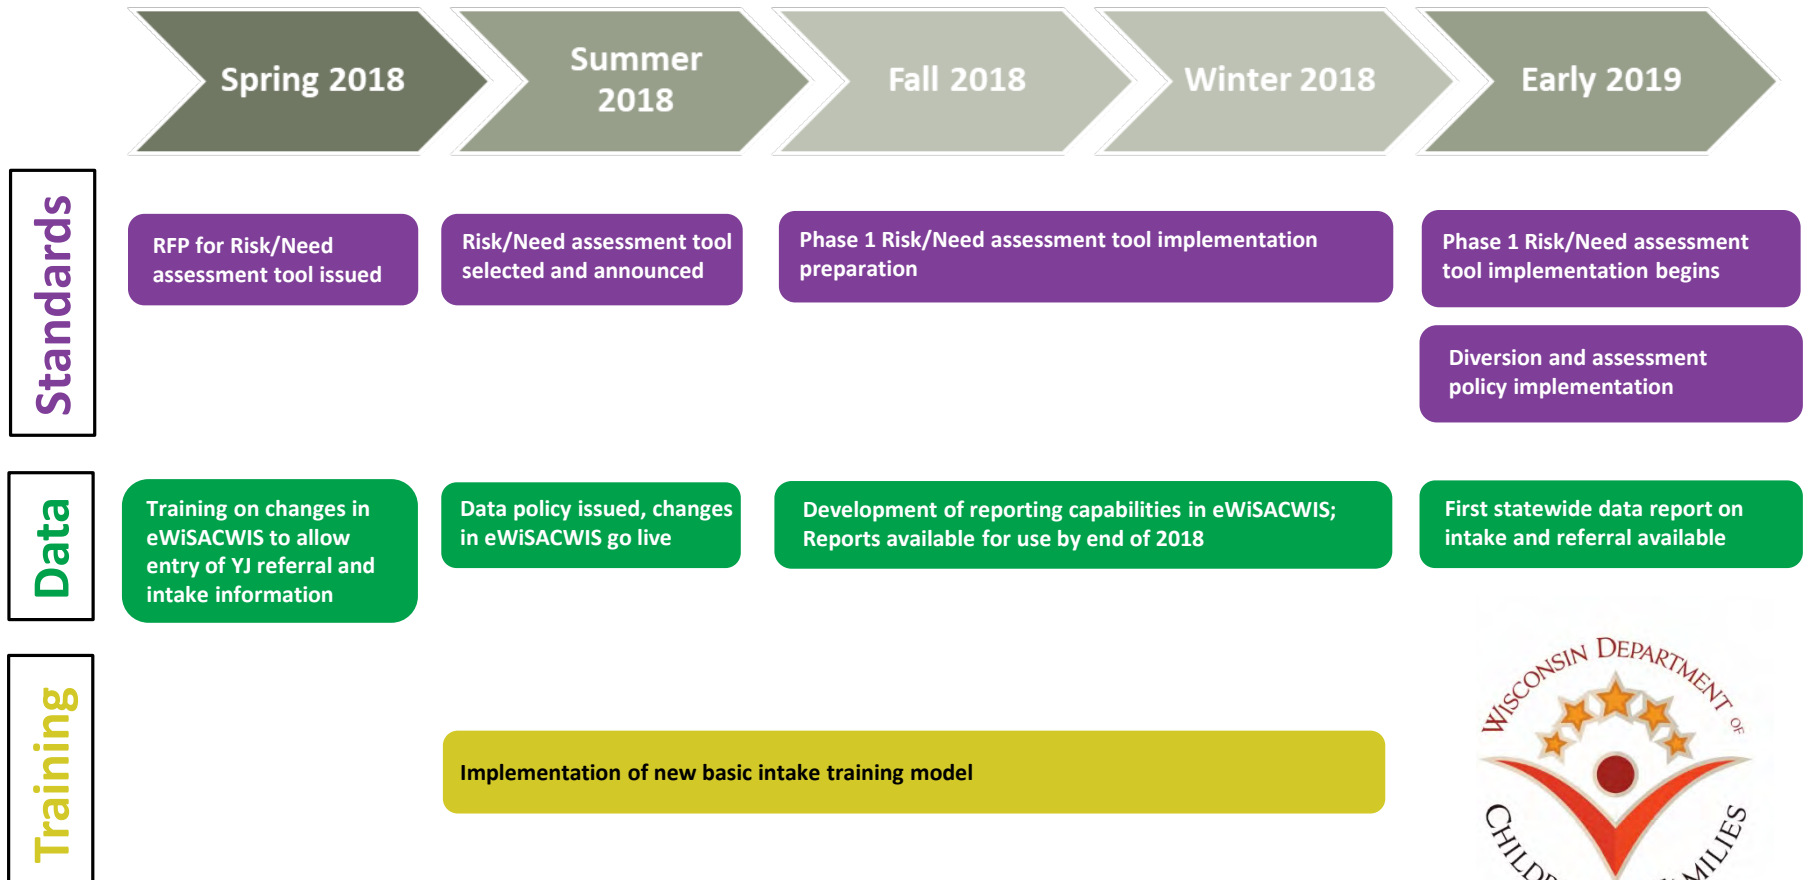 Spring 2018
Summer
2018
Fall 2018
Winter 2018
Early 2019
Standards
RFP for Risk/Need
assessment tool issued
Risk/Need assessment tool
selected and announced
Phase 1 Risk/Need assessment tool implementation
preparation
Phase 1 Risk/Need assessment
tool implementation begins
Diversion and assessment
policy implementation
Data
Training on changes in
eWiSACWIS to allow
entry of YJ referral and
intake information
Data policy issued, changes
in eWiSACWIS go live
Development of reporting capabilities in eWiSACWIS;
Reports available for use by end of 2018
First statewide data report on
intake and referral available
Training
Implementation of new basic intake training model
WISCONSIN DEPARTMENT OF